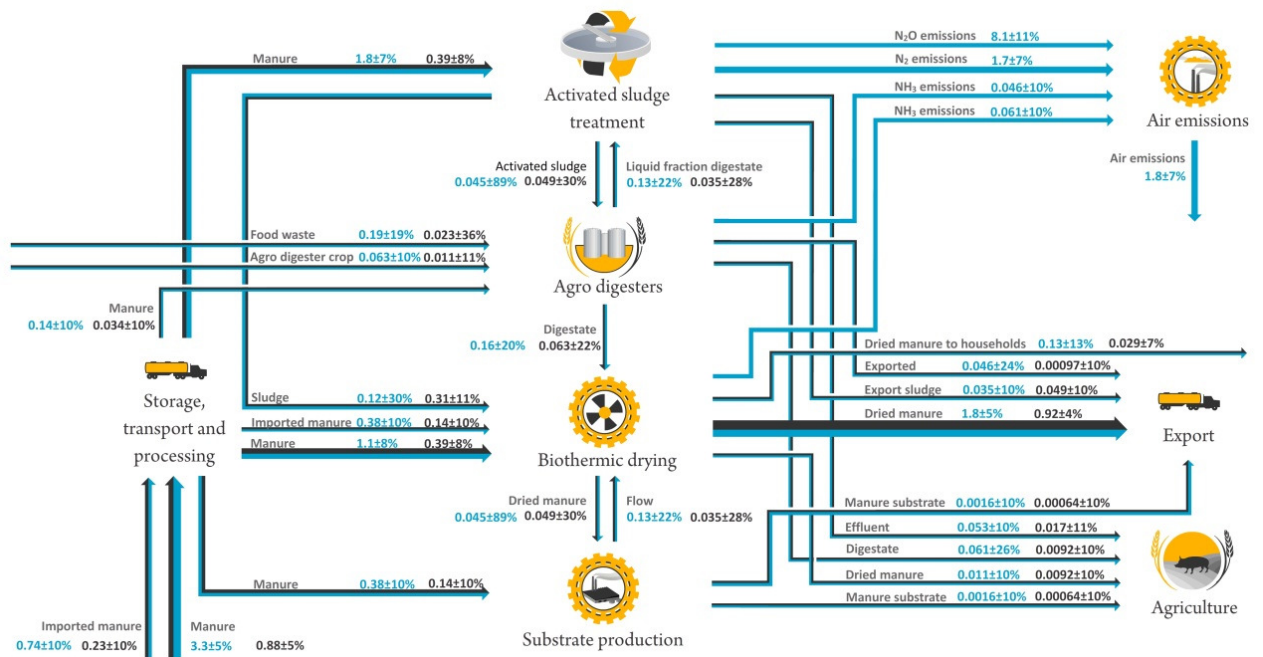 N₂O emissions 8.1±11%
Manure 1.8±7% 0.39±8%
N₂ emissions 1.7±7%
NH₃ emissions 0.046±10%
Activated sludge
treatment
NH₃ emissions 0.061±10%
Air emissions
Air emissions
1.8±7%
Activated sludge
0.045±89% 0.049±30%
Liquid fraction digestate
0.13±22% 0.035±28%
Food waste 0.19±19% 0.023±36%
Agro digester crop 0.063±10% 0.011±11%
Agro digesters
Manure
0.14±10% 0.034±10%
Digestate
0.16±20% 0.063±22%
Dried manure to households 0.13±13% 0.029±7%
Exported 0.046±24% 0.00097±10%
Export sludge 0.035±10% 0.049±10%
Dried manure 1.8±5% 0.92±4%
Export
Storage,
transport and
processing
Sludge 0.12±30% 0.31±11%
Imported manure 0.38±10% 0.14±10%
Manure 1.1±8% 0.39±8%
Biothermic drying
Dried manure
0.045±89% 0.049±30%
Flow
0.13±22% 0.035±28%
Manure substrate 0.0016±10% 0.00064±10%
Effluent 0.053±10% 0.017±11%
Digestate 0.061±26% 0.0092±10%
Dried manure 0.011±10% 0.0092±10%
Manure substrate 0.0016±10% 0.00064±10%
Agriculture
Manure 0.38±10% 0.14±10%
Substrate production
Imported manure
0.74±10% 0.23±10%
Manure
3.3±5% 0.88±5%